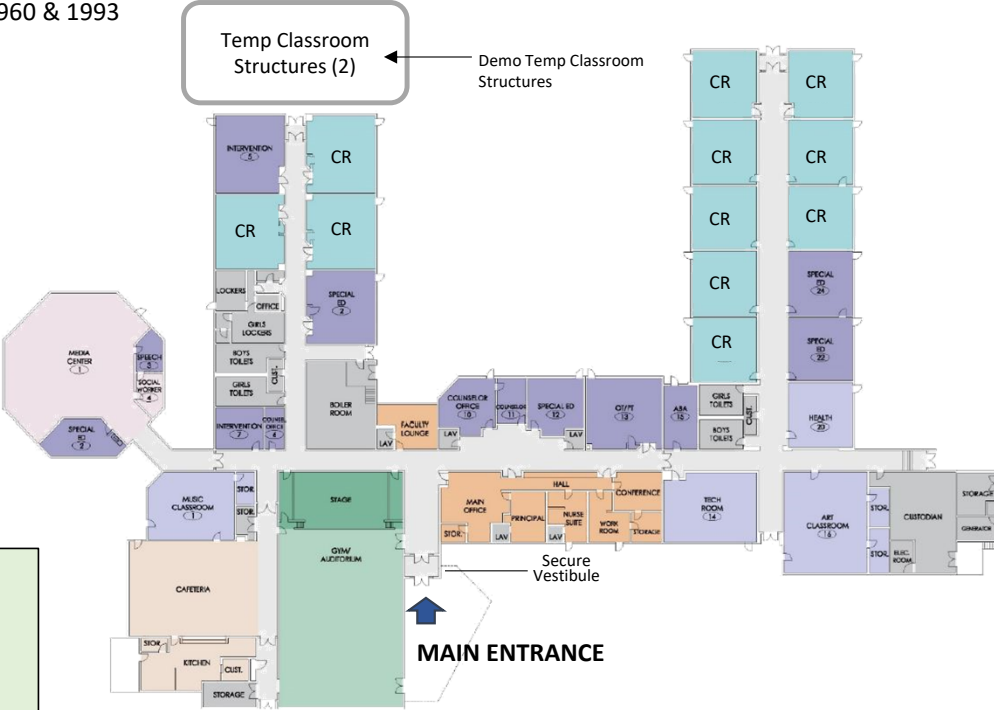 960 & 1993
Temp Classroom
Structures (2)
Demo Temp Classroom
Structures
CR
CR
INTERVENTION
5
CR
CR
CR
CR
CR
CR
CR
LOCKERS
OFFICE
GIRLS
LOCKERS
SPECIAL
ED
2
CR
SPECIAL
ED
24
MEDIA
CENTER
1
SPEECH
3
SOCIAL
WORKER
4
BOYS
TOILETS
CUST.
GIRLS
TOILETS
BOILER
ROOM
CR
SPECIAL
ED
22
SPECIAL
ED
2
INTERVENTION
7
COUNSEL
OFFICE
LAV
FACULTY
LOUNGE
COUNSELOR
OFFICE
10
LAV
COUNSELOR
11
SPECIAL ED
12
LAV
OT/PT
13
ABA
15
GIRLS
TOILETS
BOYS
TOILETS
CUST.
HEALTH
20
MUSIC
CLASSROOM
1
STOR.
STOR.
STAGE
MAIN
OFFICE
STOR.
LAV
HALL
PRINCIPAL
NURSE
SUITE
LAV
CONFERENCE
WORK
ROOM
STORAGE
TECH
ROOM
14
ART
CLASSROOM
16
STOR.
STOR.
CUSTODIAN
ELEC.
ROOM
STORAGE
GENERATOR
GYM/
AUDITORIUM
CAFETERIA
Secure
Vestibule
STOR.
KITCHEN
CUST.
STORAGE
MAIN ENTRANCE